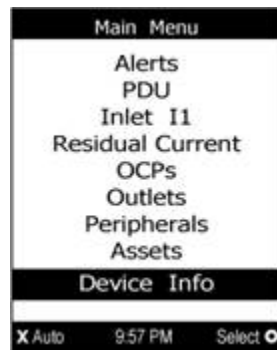 Main Menu
Alerts
PDU
Inlet I1
Residual Current
OCPs
Outlets
Peripherals
Assets
Device Info
X Auto 9:57 PM Select